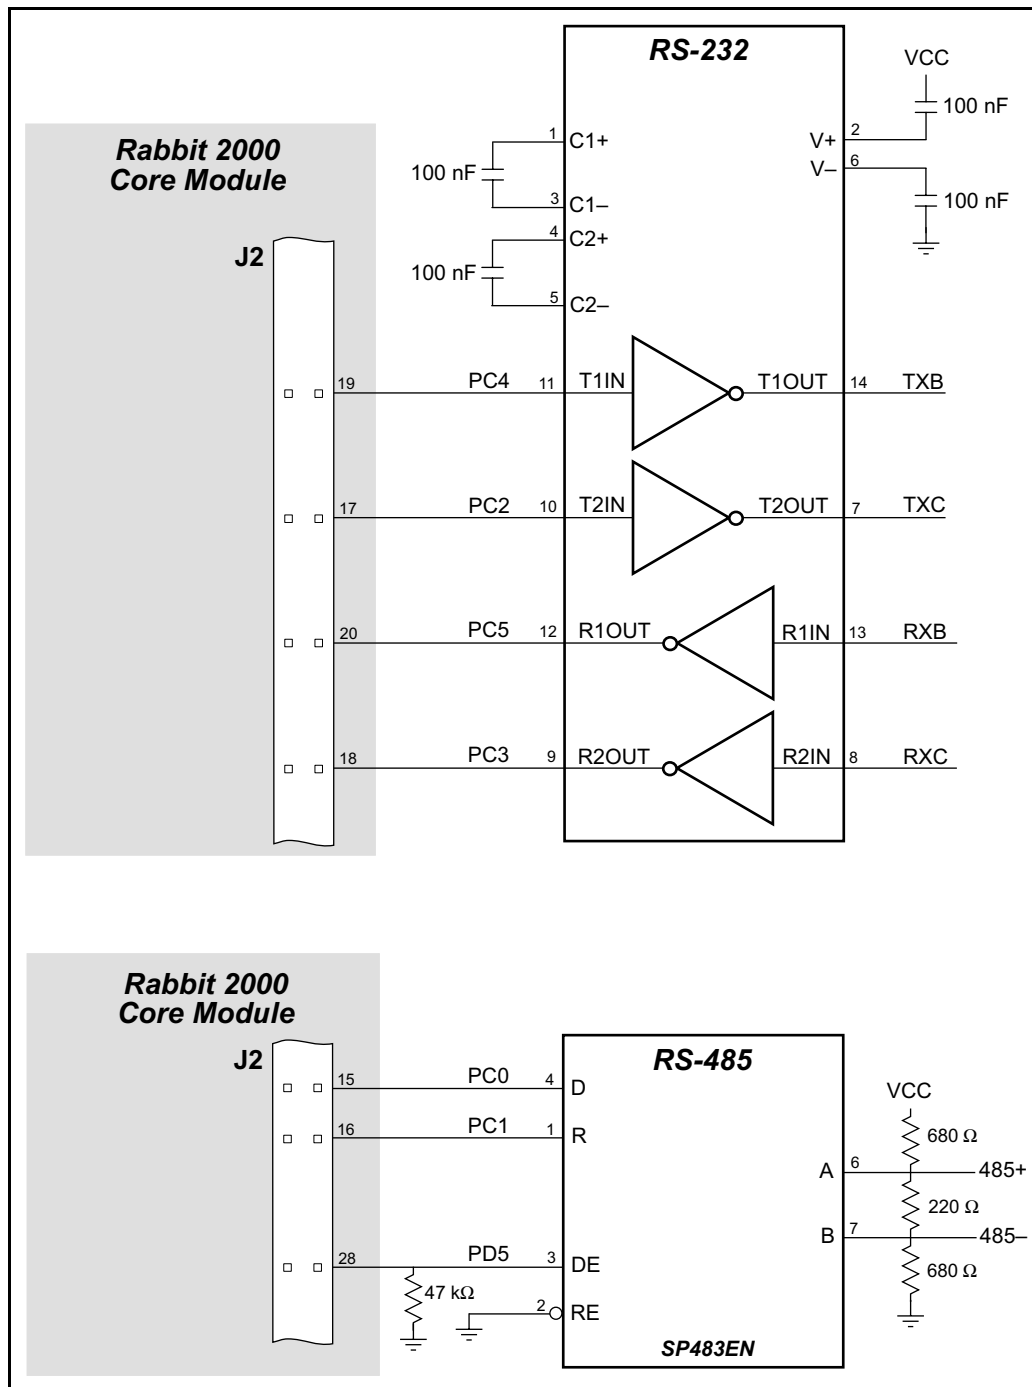 RS-232
VCC
100 nF
Rabbit 2000
Core Module
J2
1 C1+
100 nF
3 C1–
4 C2+
100 nF
5 C2–
V+ 2
V– 6
100 nF
19 PC4 11 T1IN T1OUT 14 TXB
17 PC2 10 T2IN T2OUT 7 TXC
20 PC5 12 R1OUT R1IN 13 RXB
18 PC3 9 R2OUT R2IN 8 RXC
Rabbit 2000
Core Module
J2
RS-485
15 PC0 4 D
16 PC1 1 R
28 PD5 3 DE
47 kΩ
2 RE
SP483EN
VCC
680 Ω
A 6 485+
220 Ω
B 7 485–
680 Ω